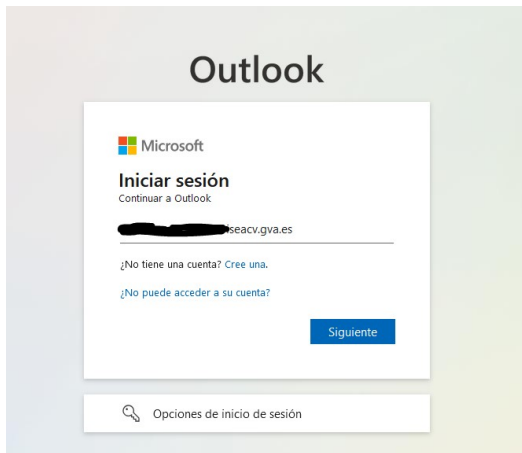 Outlook
Microsoft
Iniciar sesión
Continuar a Outlook
iseacv.gva.es
¿No tiene una cuenta? Cree una.
¿No puede acceder a su cuenta?
Siguiente
Opciones de inicio de sesión